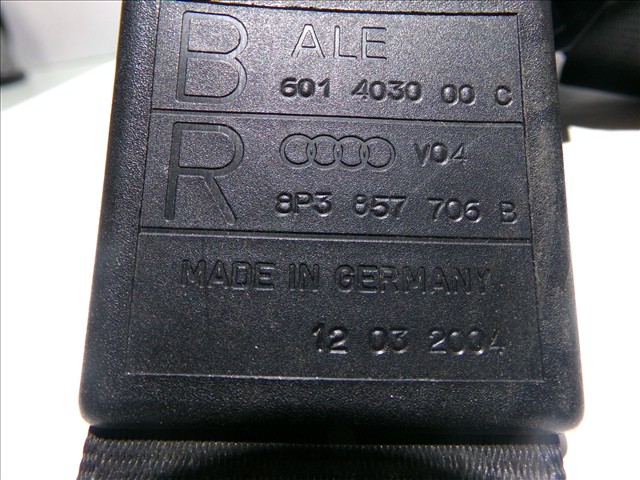 B ALE
601 4030 00 C
R V04
8P3 857 706 B
MADE IN GERMANY
12 03 2004